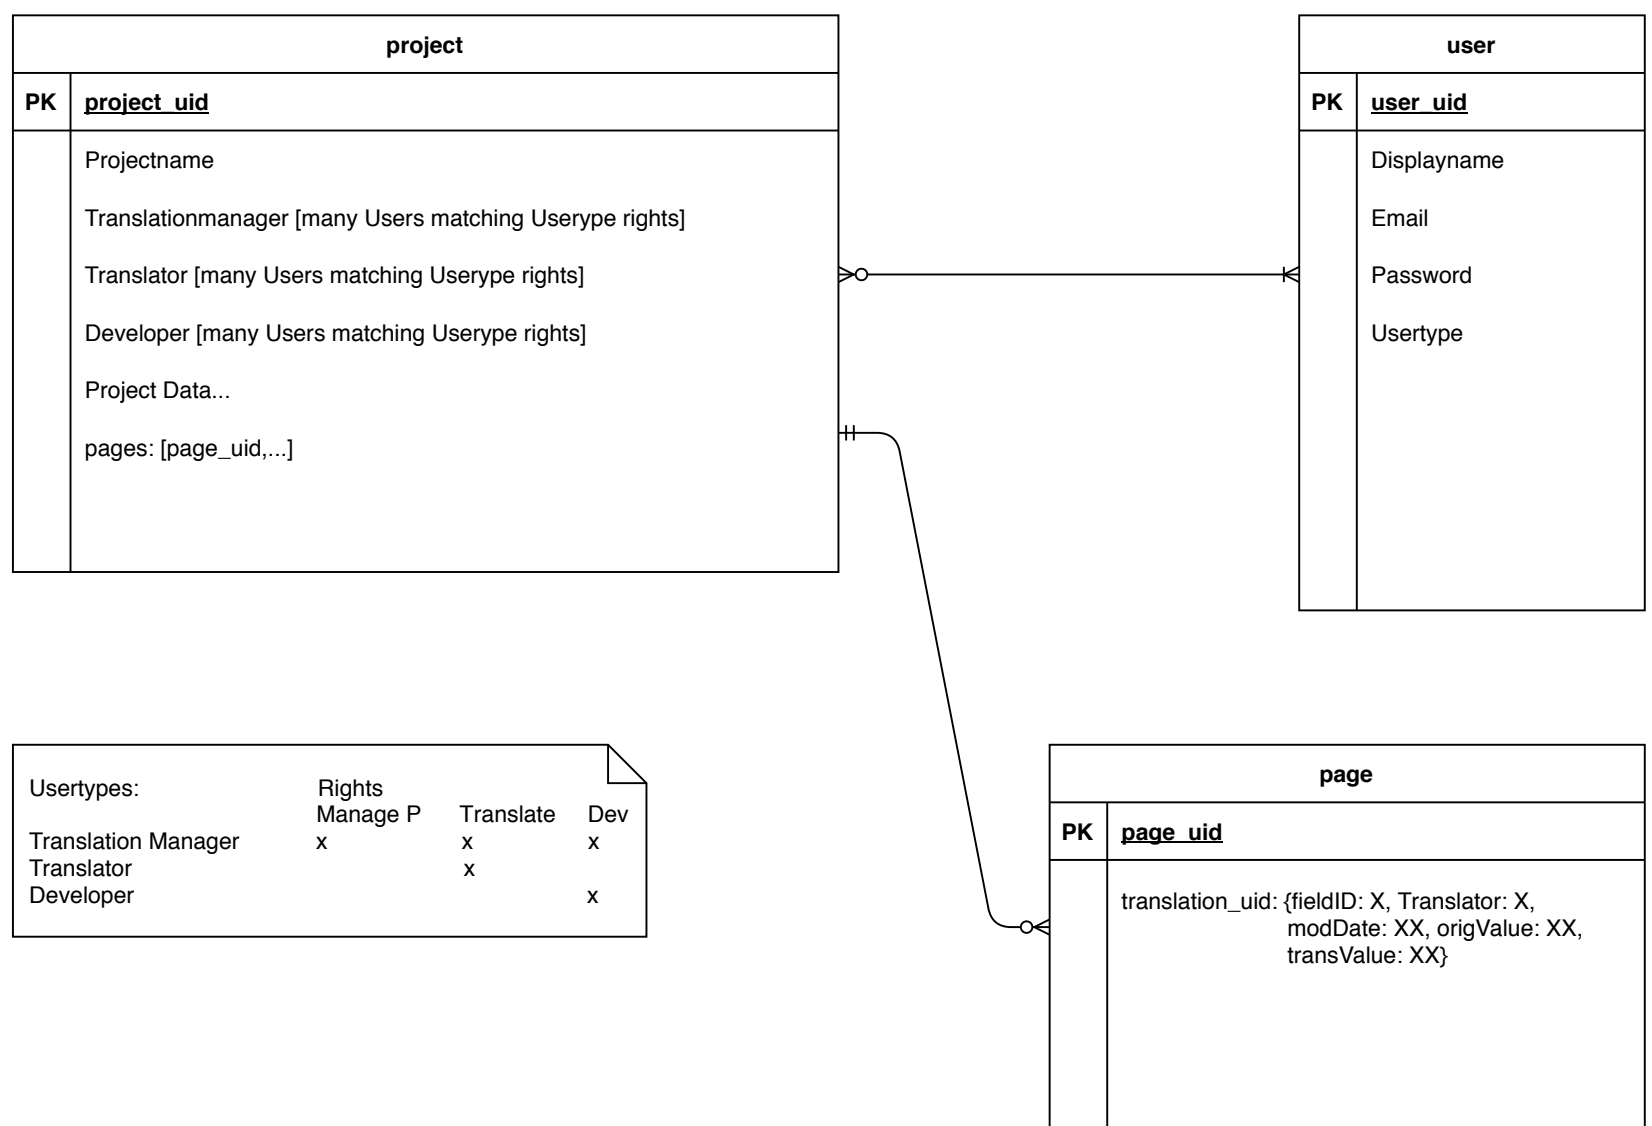 project
PK project_uid
Projectname
Translationmanager [many Users matching Userype rights]
Translator [many Users matching Userype rights]
Developer [many Users matching Userype rights]
Project Data...
pages: [page_uid,...]
user
PK user_uid
Displayname
Email
Password
Usertype
Usertypes: Rights
Manage P Translate Dev
Translation Manager x x x
Translator x
Developer x
page
PK page_uid
translation_uid: {fieldID: X, Translator: X,
modDate: XX, origValue: XX,
transValue: XX}